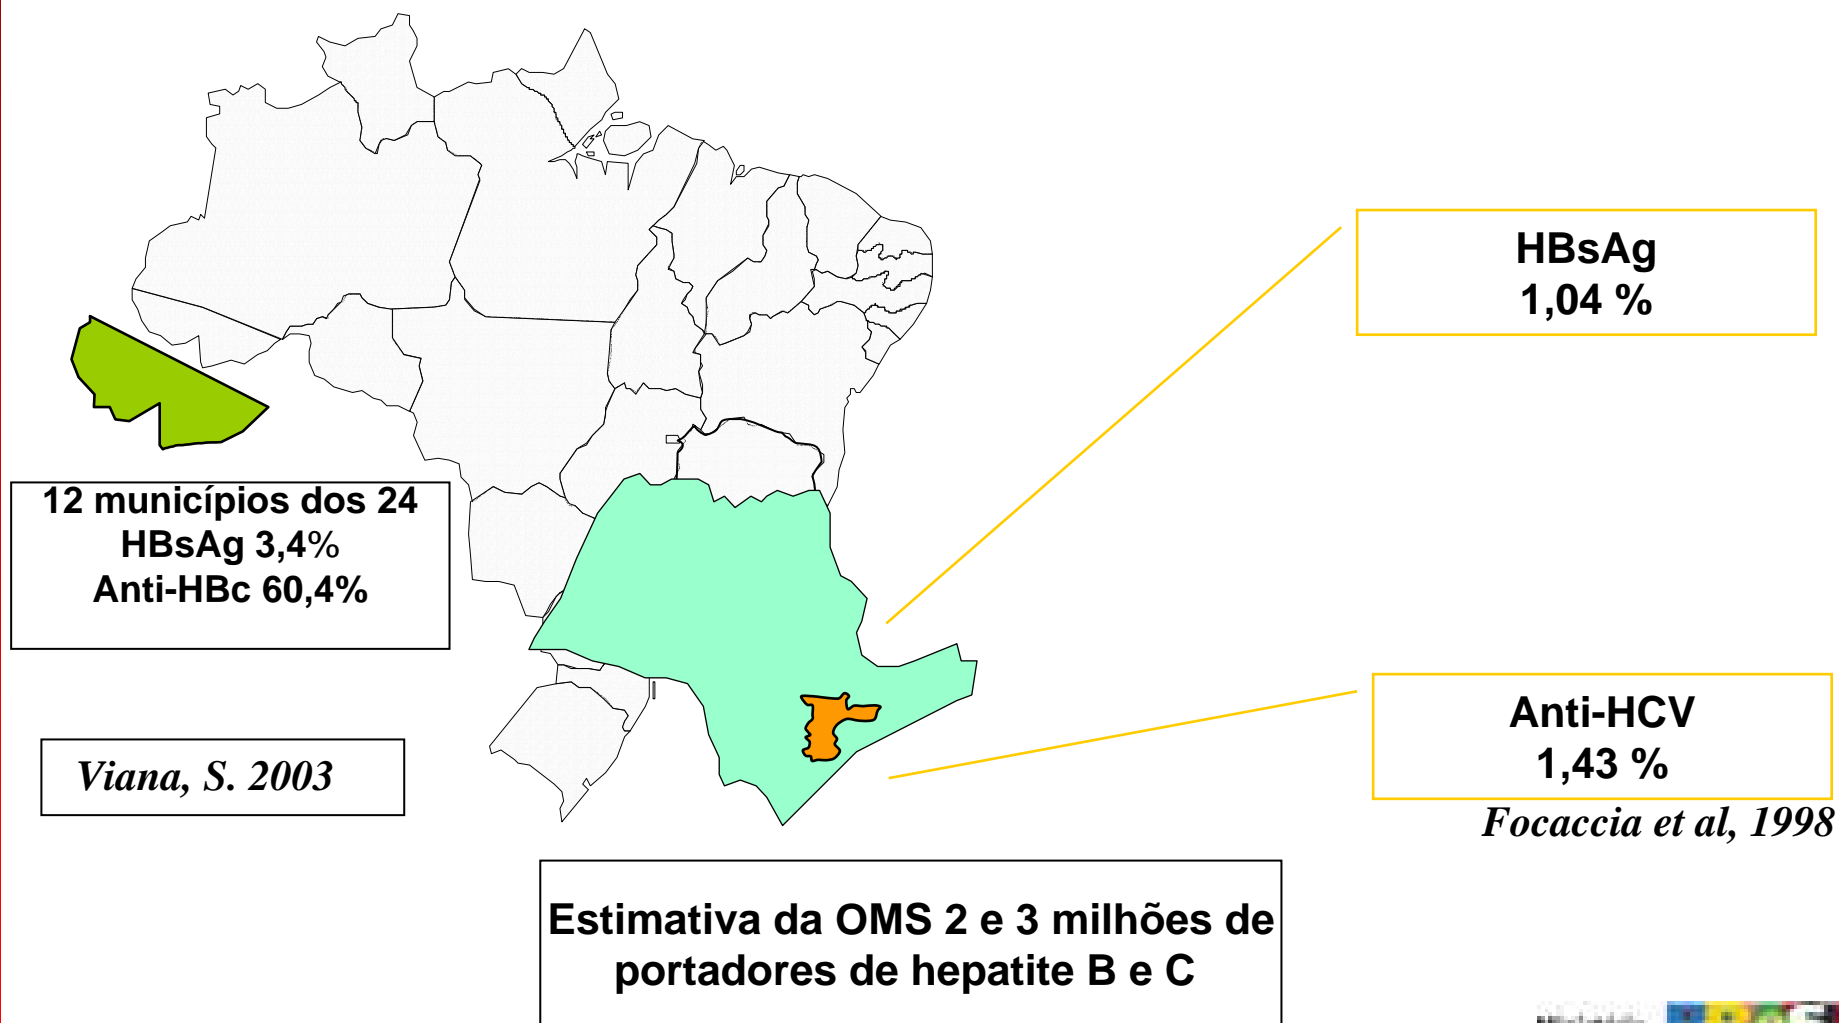 HBsAg
1,04 %
12 municípios dos 24
HBsAg 3,4%
Anti-HBc 60,4%
Viana, S. 2003
Anti-HCV
1,43 %
Focaccia et al, 1998
Estimativa da OMS 2 e 3 milhões de
portadores de hepatite B e C